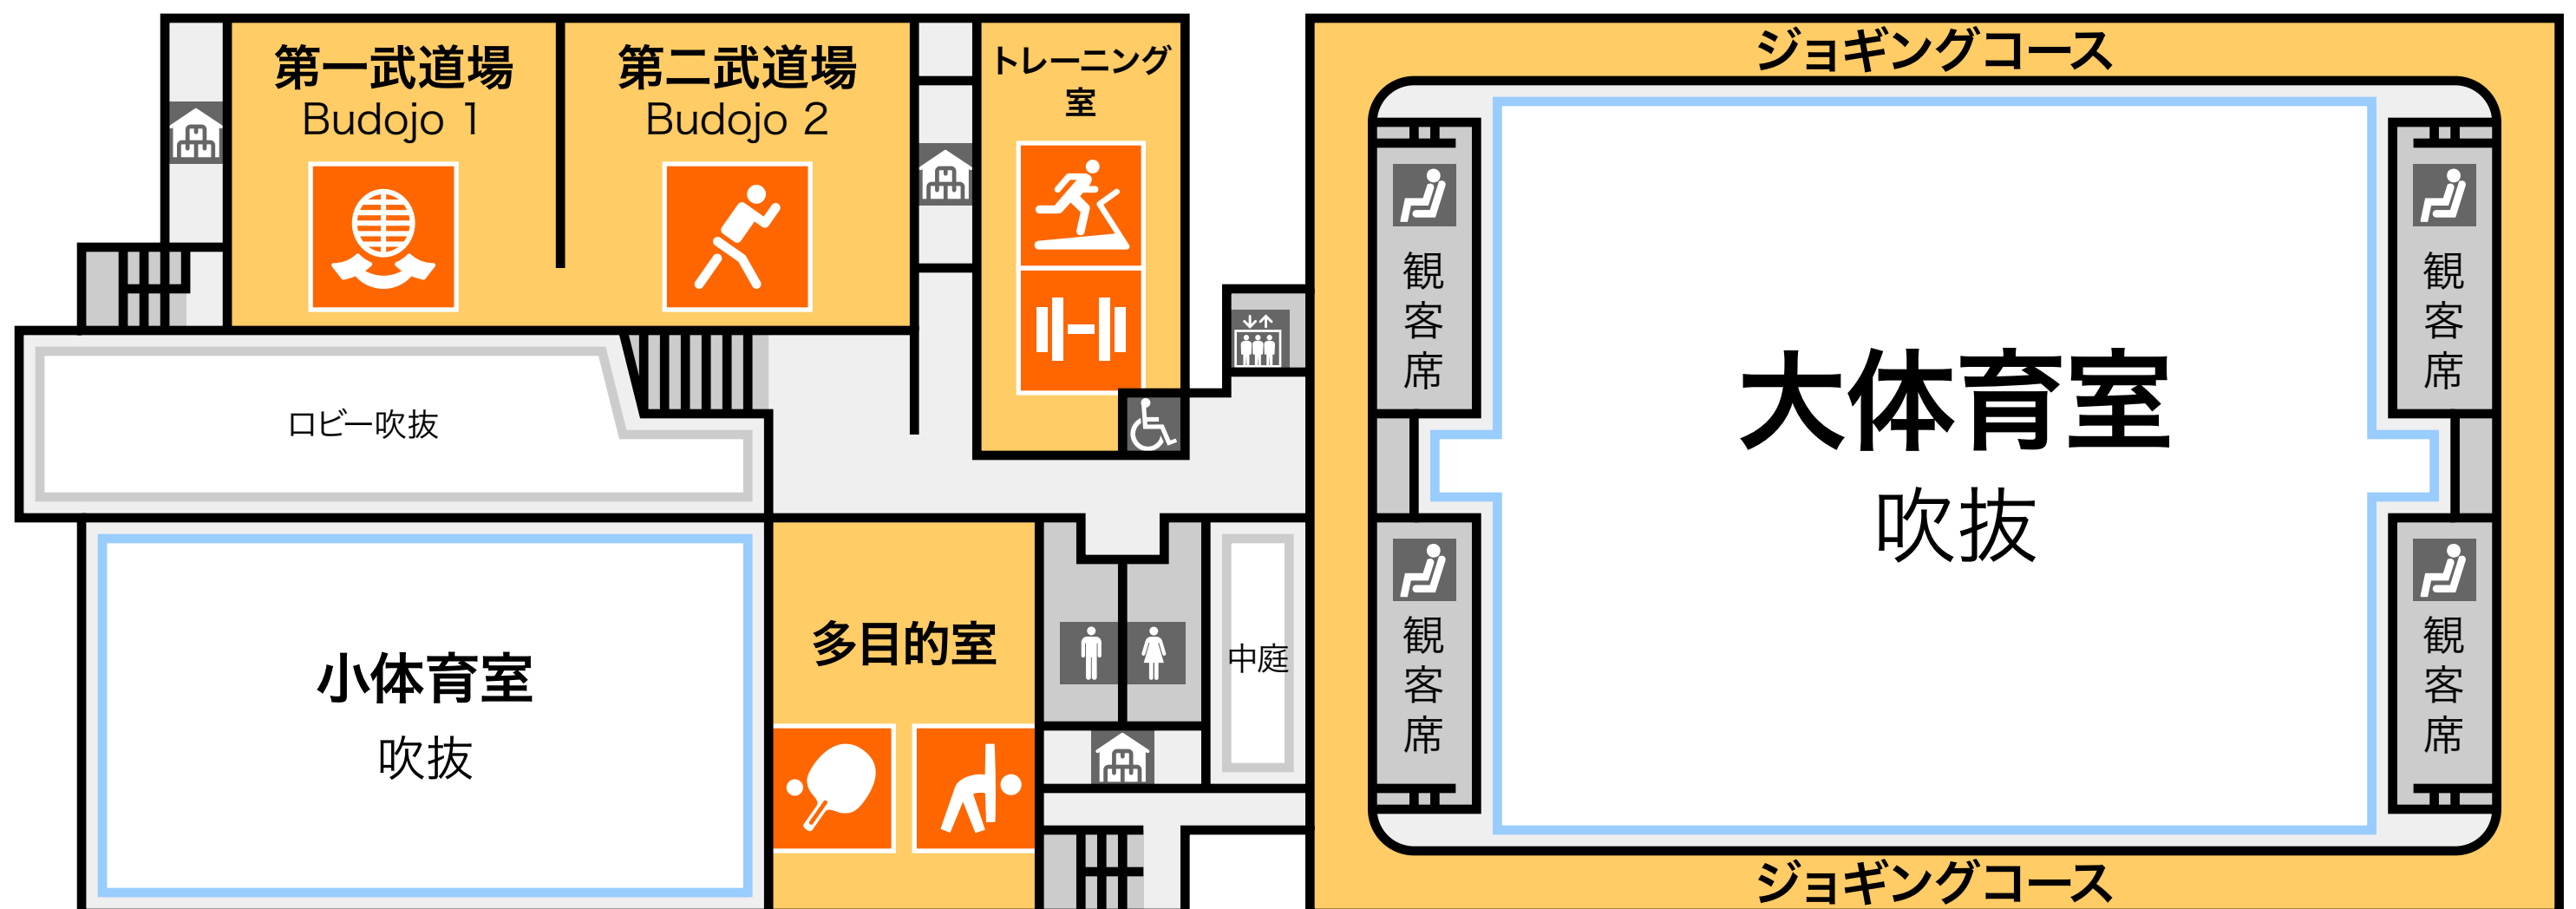 第一武道場
Budojo 1
第二武道場
Budojo 2
トレーニング
室
ジョギングコース
観客席
観客席
大体育室
吹抜
ロビー吹抜
小体育室
吹抜
多目的室
中庭
観客席
観客席
ジョギングコース